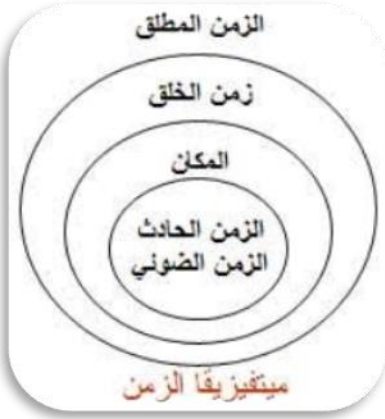 الزمن المطلق
زمن الخلق
المكان
الزمن الحادث
الزمن الضوئي
ميتفيزيقا الزمن